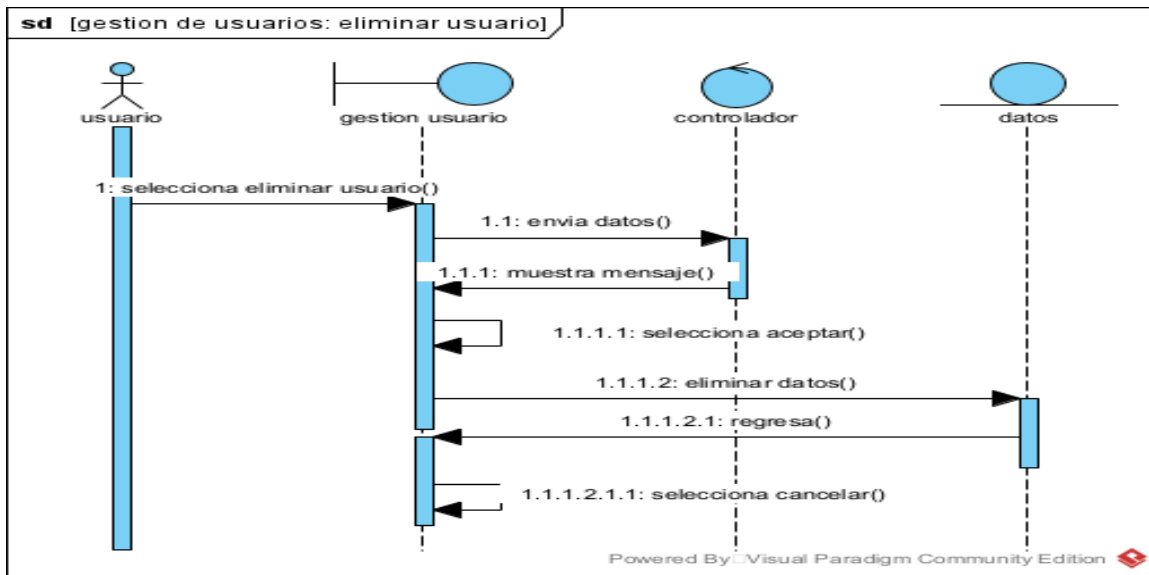 sd [gestion de usuarios: eliminar usuario]
usuario
gestion usuario
controlador
datos
1: selecciona eliminar usuario()
1.1: envia datos()
1.1.1: muestra mensaje()
1.1.1.1: selecciona aceptar()
1.1.1.2: eliminar datos()
1.1.1.2.1: regresa()
1.1.1.2.1.1: selecciona cancelar()
Powered By Visual Paradigm Community Edition